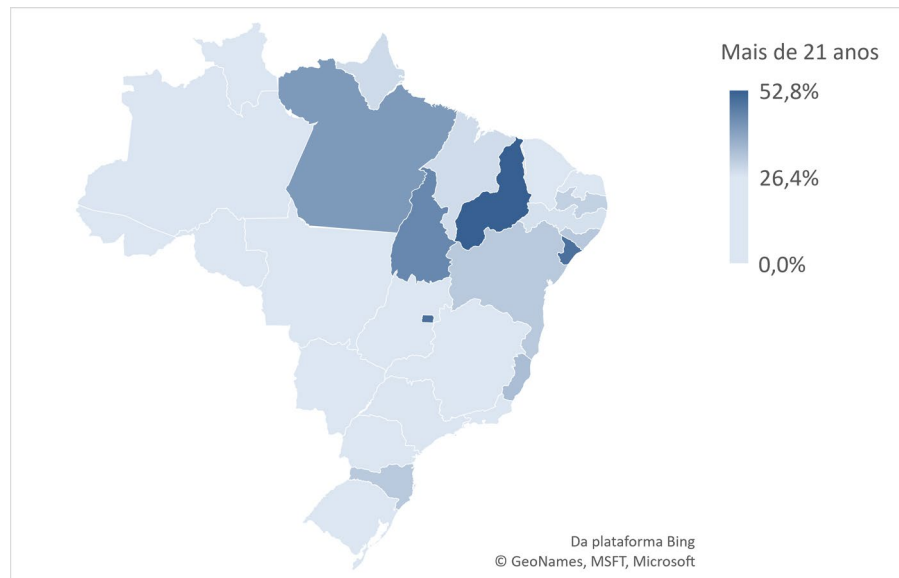 Mais de 21 anos
52,8%
26,4%
0,0%
Da plataforma Bing
© GeoNames, MSFT, Microsoft